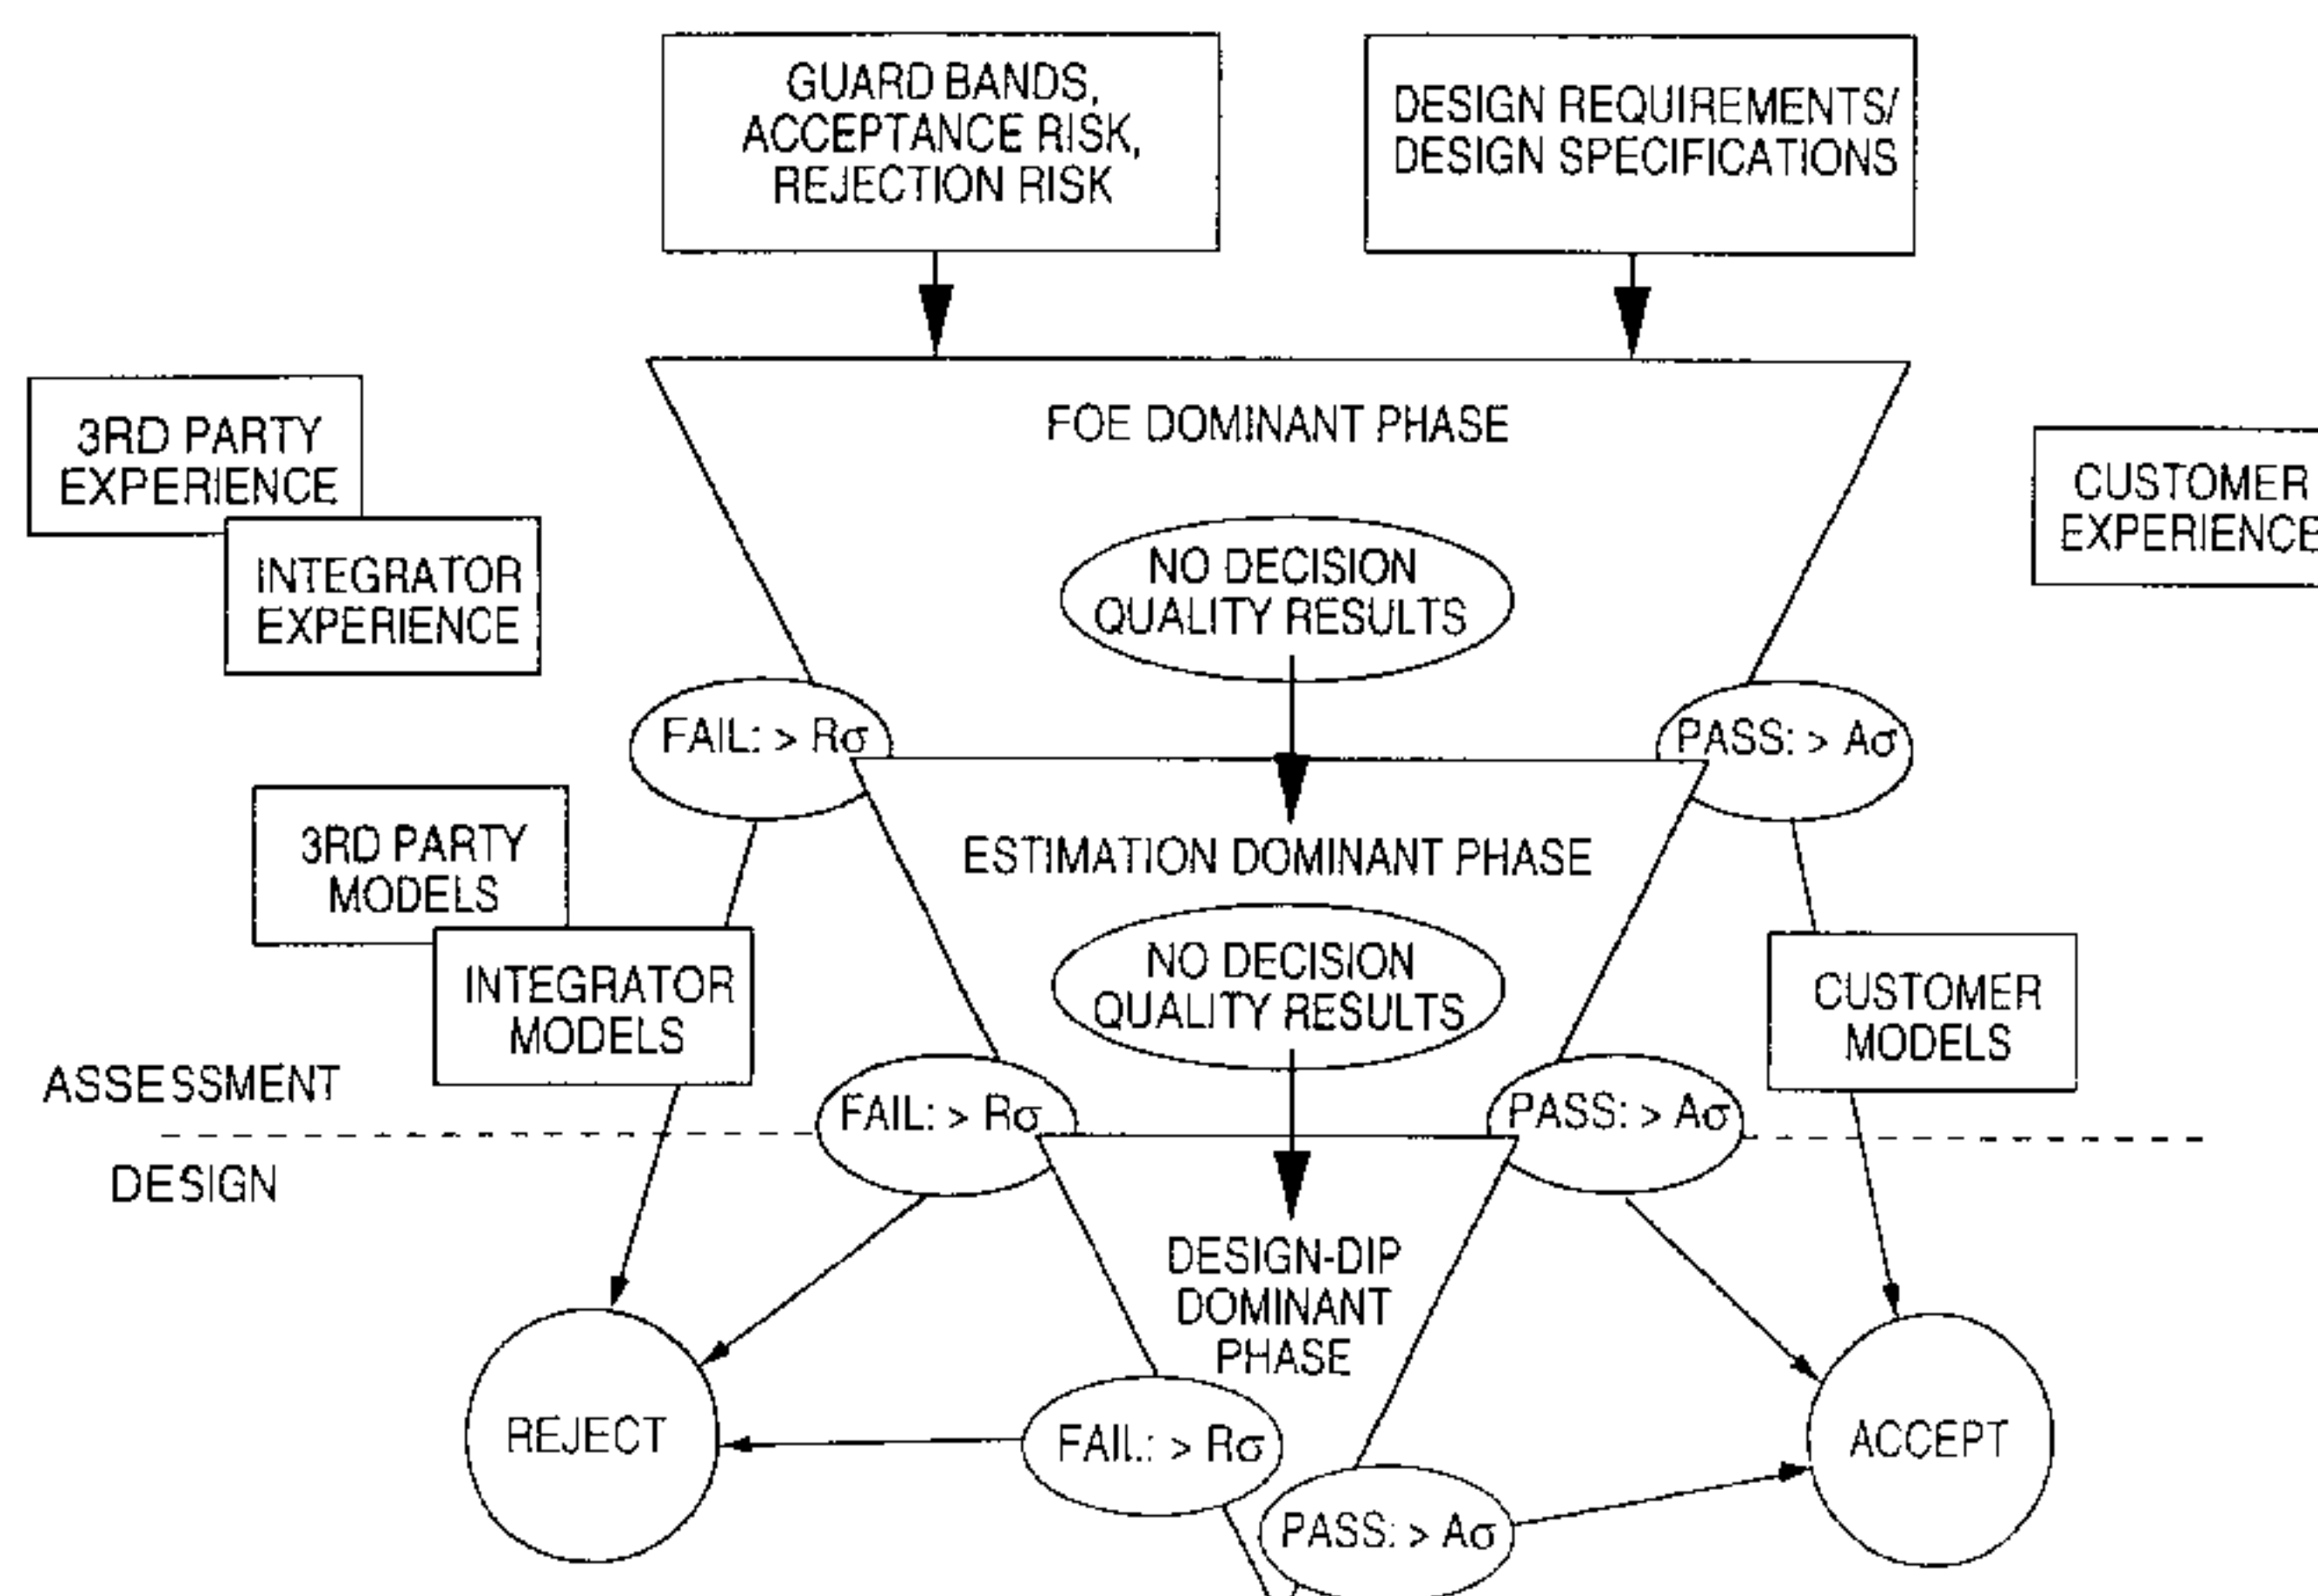 GUARD BANDS,
ACCEPTANCE RISK,
REJECTION RISK
DESIGN REQUIREMENTS/
DESIGN SPECIFICATIONS
FOE DOMINANT PHASE
3RD PARTY
EXPERIENCE
INTEGRATOR
EXPERIENCE
CUSTOMER
EXPERIENCE
NO DECISION
QUALITY RESULTS
FAIL: > Rσ
PASS: > Aσ
ESTIMATION DOMINANT PHASE
3RD PARTY
MODELS
INTEGRATOR
MODELS
NO DECISION
QUALITY RESULTS
CUSTOMER
MODELS
ASSESSMENT
FAIL: > Rσ
PASS: > Aσ
DESIGN
DESIGN-DIP
DOMINANT
PHASE
REJECT
FAIL: > Rσ
ACCEPT
PASS: > Aσ